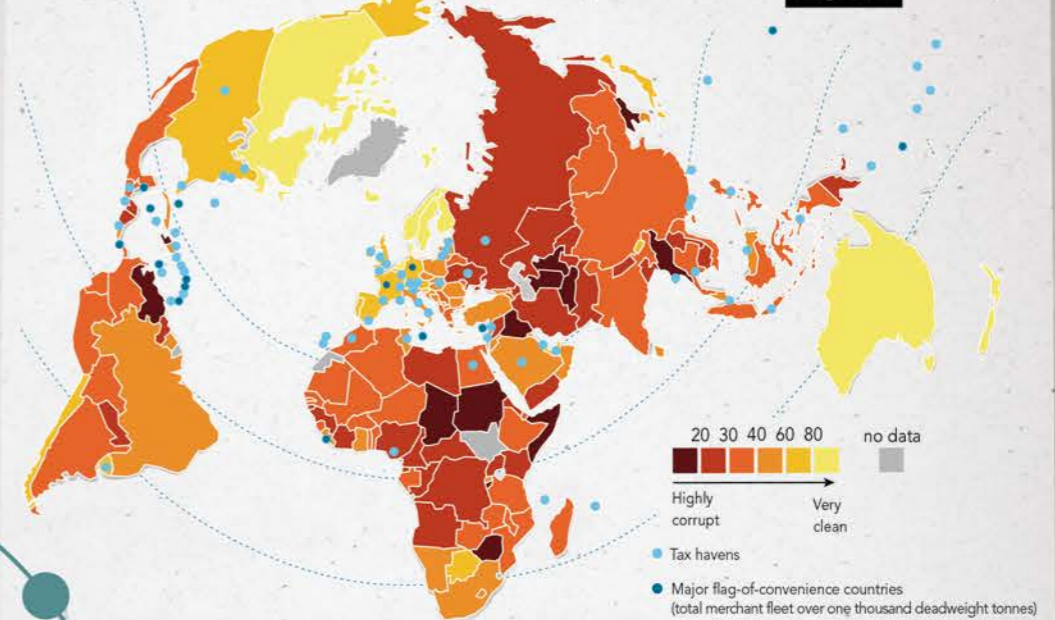 20 30 40 60 80
no data
Highly
corrupt
Very
clean
Tax havens
Major flag-of-convenience countries
(total merchant fleet over one thousand deadweight tonnes)